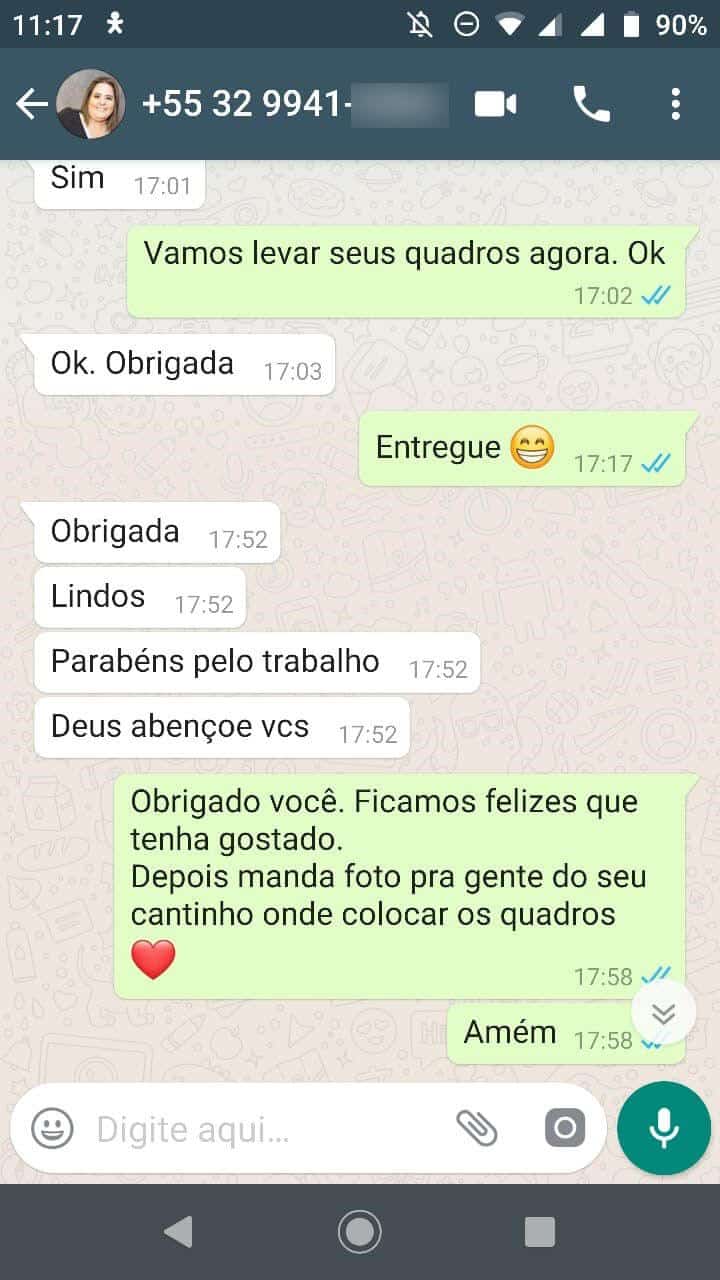 11:17
90%
+55 32 9941-
Sim 17:01
Vamos levar seus quadros agora. Ok
17:02
Ok. Obrigada 17:03
Entregue 😁 17:17
Obrigada 17:52
Lindos 17:52
Parabéns pelo trabalho 17:52
Deus abençoe vcs 17:52
Obrigado você. Ficamos felizes que
tenha gostado.
Depois manda foto pra gente do seu
cantinho onde colocar os quadros
❤️
17:58
Amém 17:58
Digite aqui...